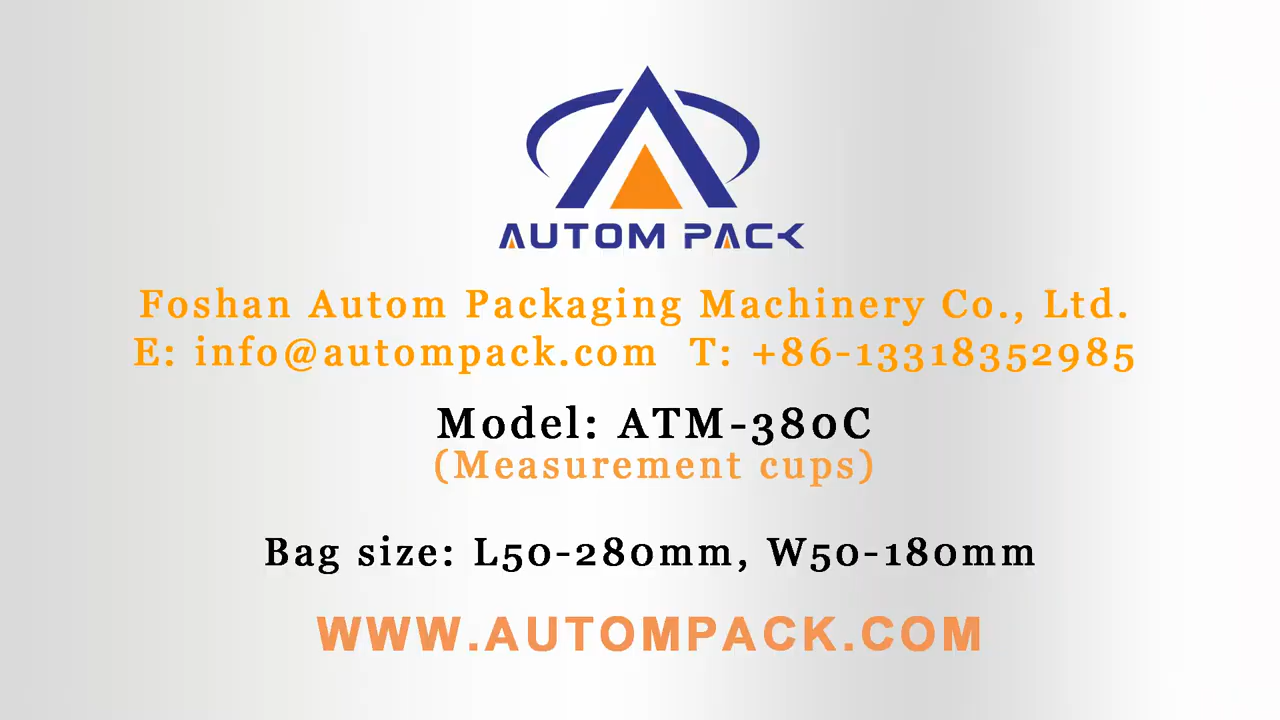 AUTOM PACK
Foshan Autom Packaging Machinery Co., Ltd.
E: info@autompack.com T: +86-13318352985
Model: ATM-380C
(Measurement cups)
Bag size: L50-280mm, W50-180mm
WWW.AUTOMPACK.COM